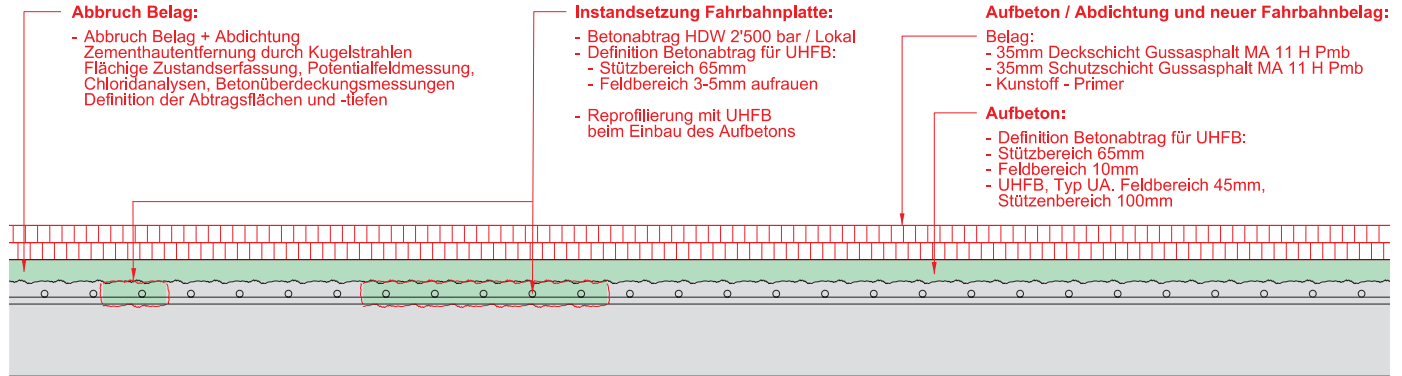 Abbruch Belag:
- Abbruch Belag + Abdichtung
Zementhautentfernung durch Kugelstrahlen
Flächige Zustandserfassung, Potentialfeldmessung,
Chloridanalysen, Betonüberdeckungsmessungen
Definition der Abtragsflächen und -tiefen
Instandsetzung Fahrbahnplatte:
- Betonabtrag HDW 2'500 bar / Lokal
- Definition Betonabtrag für UHFB:
- Stützbereich 65mm
- Feldbereich 3-5mm aufrauen
- Reprofilierung mit UHFB
beim Einbau des Aufbetons
Aufbeton / Abdichtung und neuer Fahrbahnbelag:
Belag:
- 35mm Deckschicht Gussasphalt MA 11 H Pmb
- 35mm Schutzschicht Gussasphalt MA 11 H Pmb
- Kunstoff - Primer
Aufbeton:
- Definition Betonabtrag für UHFB:
- Stützbereich 65mm
- Feldbereich 10mm
- UHFB, Typ UA. Feldbereich 45mm,
Stützenbereich 100mm